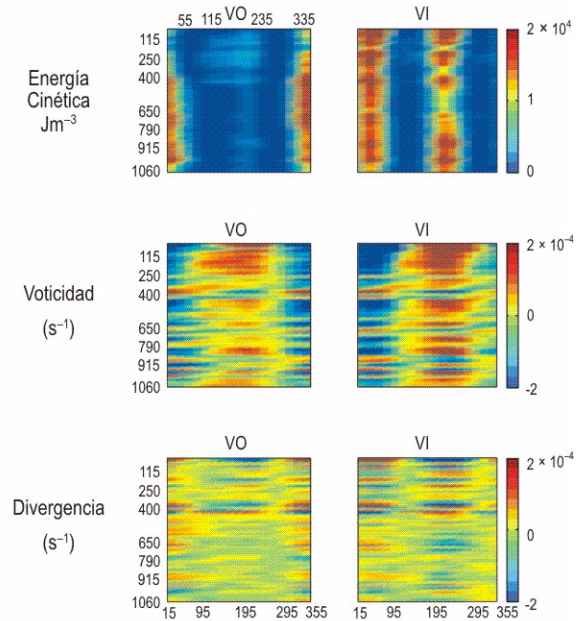 VO VI
55 115 235 335
115
250
400
650
790
915
1060
Energía
Cinética
Jm⁻³
2 × 10⁴
1
0
VO VI
115
250
400
650
790
915
1060
Voticidad
(s⁻¹)
2 × 10⁻⁴
0
-2
VO VI
115
250
400
650
790
915
1060
Divergencia
(s⁻¹)
2 × 10⁻⁴
0
-2
15 95 195 295 355 95 195 295 355